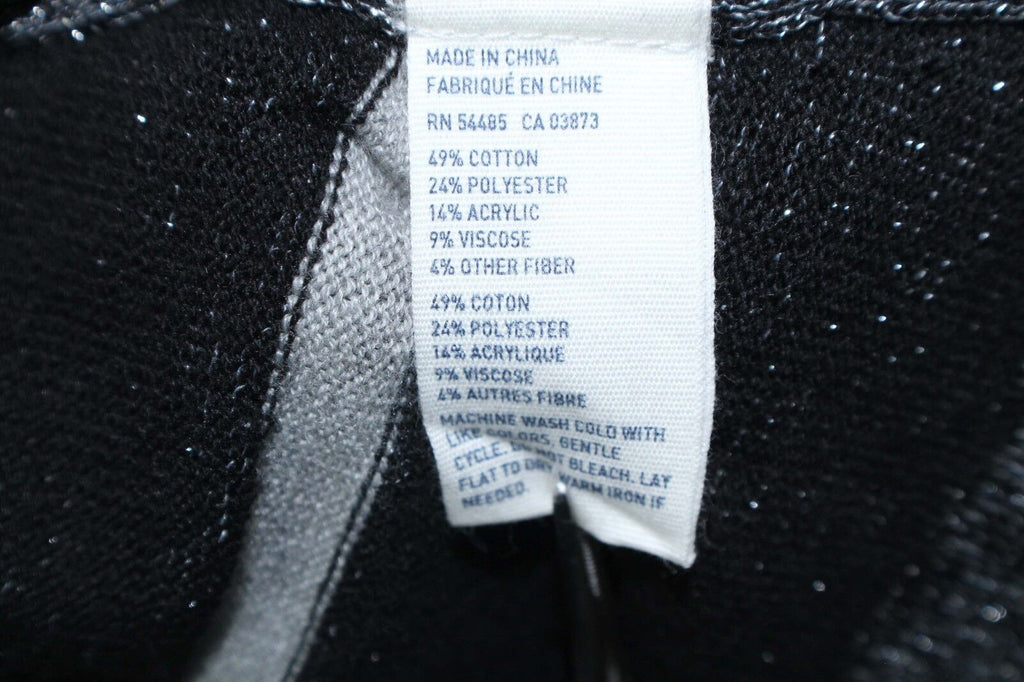 MADE IN CHINA
FABRIQUÉ EN CHINE
RN 54485 CA 03873
49% COTTON
24% POLYESTER
14% ACRYLIC
9% VISCOSE
4% OTHER FIBER
49% COTON
24% POLYESTER
14% ACRYLIQUE
9% VISCOSE
4% AUTRES FIBRE
MACHINE WASH COLD WITH
LIKE COLORS, GENTLE
CYCLE. DO NOT BLEACH. LAY
FLAT TO DRY WARM IRON IF
NEEDED.